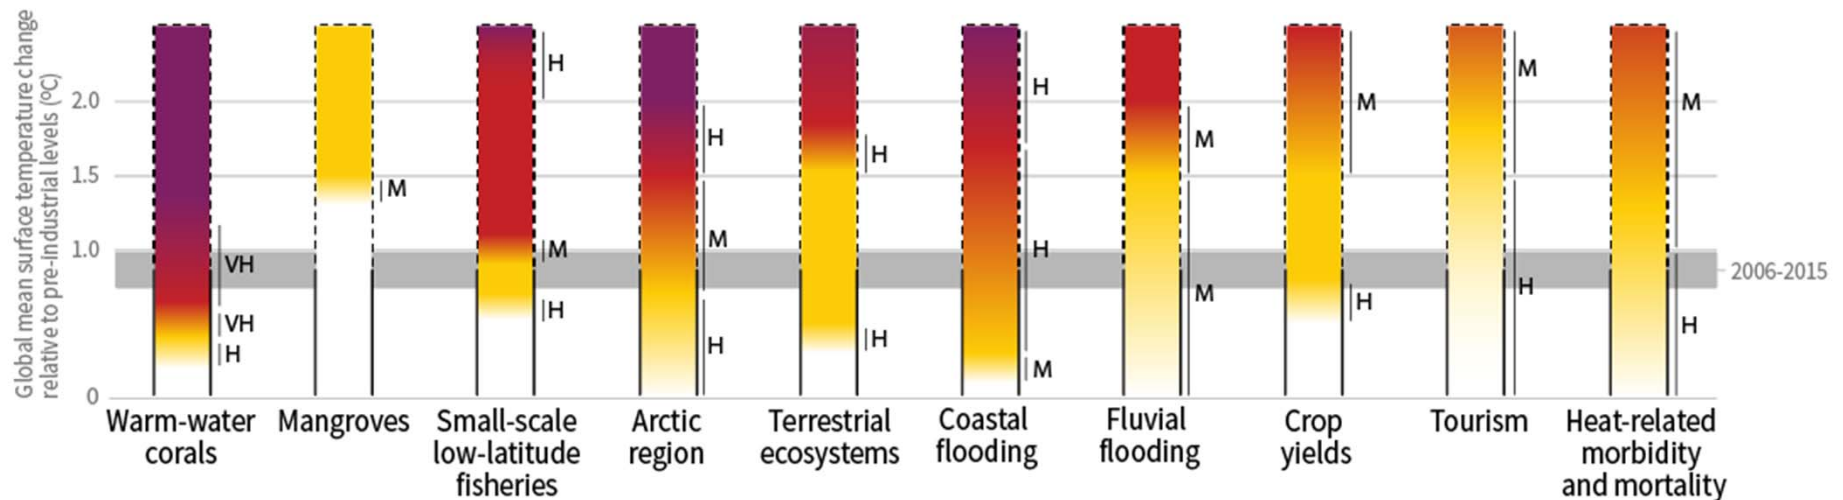 Global mean surface temperature change
relative to pre-industrial levels (ºC)
2.0
1.5
1.0
0
VH
VH
H
M
H
M
H
H
M
H
H
H
H
H
M
M
M
M
H
M
H
M
H
2006-2015
Warm-water
corals
Mangroves
Small-scale
low-latitude
fisheries
Arctic
region
Terrestrial
ecosystems
Coastal
flooding
Fluvial
flooding
Crop
yields
Tourism
Heat-related
morbidity
and mortality